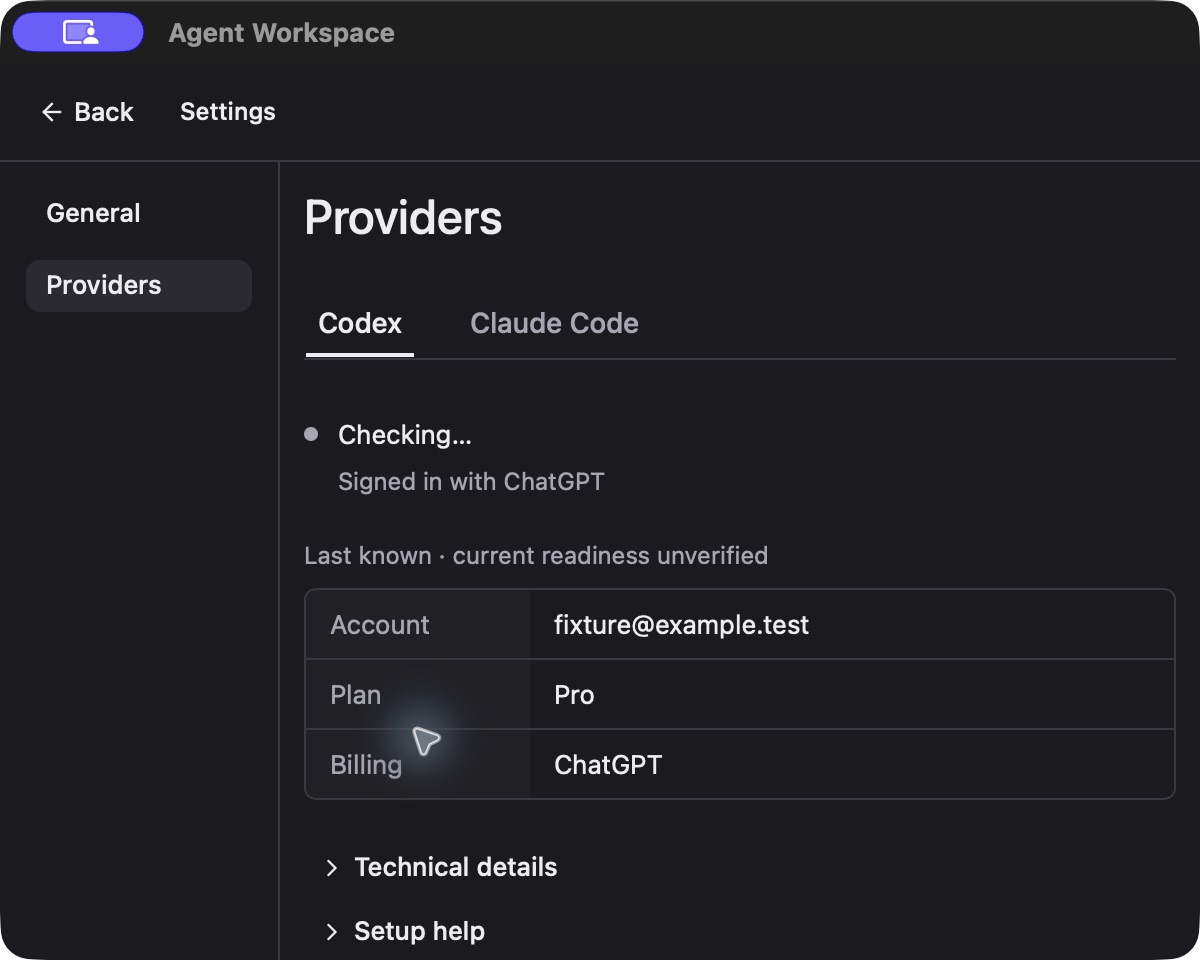 Agent Workspace
← Back Settings
General
Providers
Providers
Codex Claude Code
Checking...
Signed in with ChatGPT
Last known · current readiness unverified
Account fixture@example.test
Plan Pro
Billing ChatGPT
Technical details
Setup help